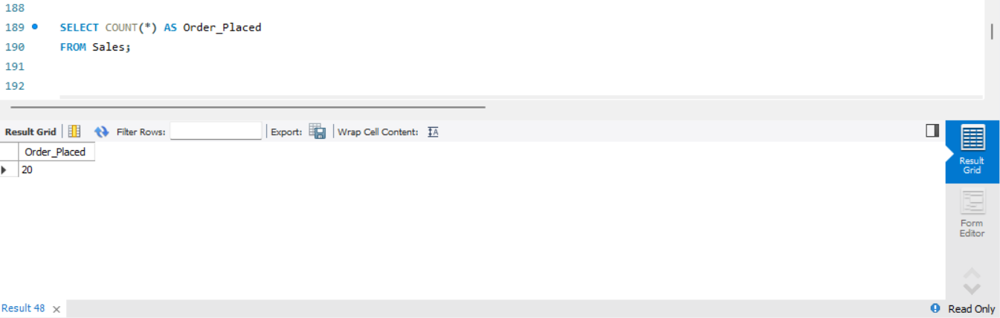 188
189 SELECT COUNT(*) AS Order_Placed
190 FROM Sales;
191
192
Result Grid Filter Rows: Export: Wrap Cell Content: IA
Order_Placed
20
Result Grid
Form Editor
Result 48 ×
Read Only